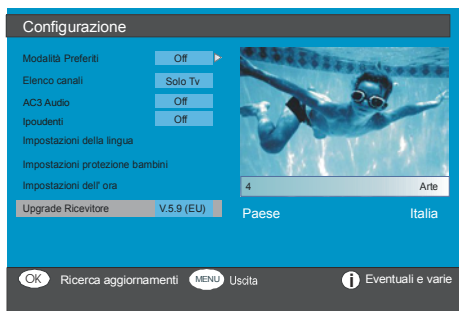 Configurazione
Modalità Preferiti Off
Elenco canali Solo Tv
AC3 Audio Off
Ipoudenti Off
Impostazioni della lingua
Impostazioni protezione bambini
Impostazioni dell' ora
Upgrade Ricevitore V.5.9 (EU)
4 Arte
Paese Italia
OK Ricerca aggiornamenti MENU Uscita i Eventuali e varie